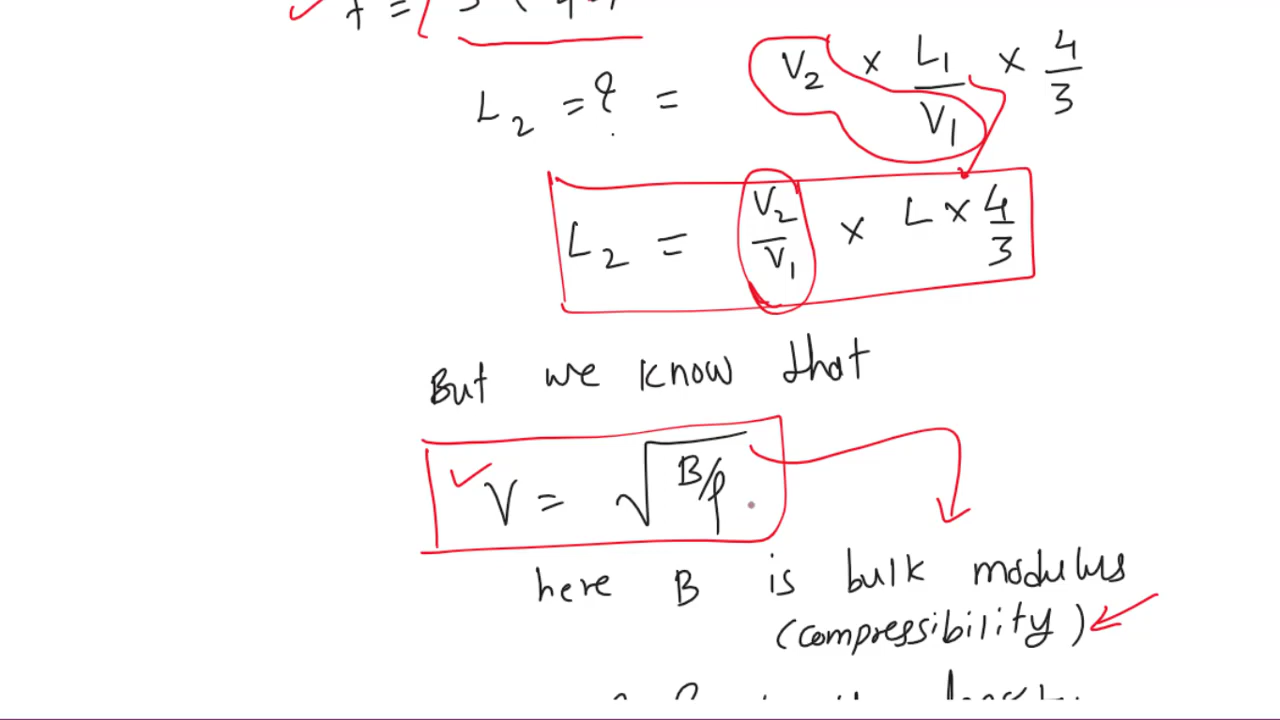 L₂ = ? = V₂ × L₁/V₁ × 4/3
L₂ = V₂/V₁ × L × 4/3
But we know that
V = √B/ρ
here B is bulk modulus
(compressibility)